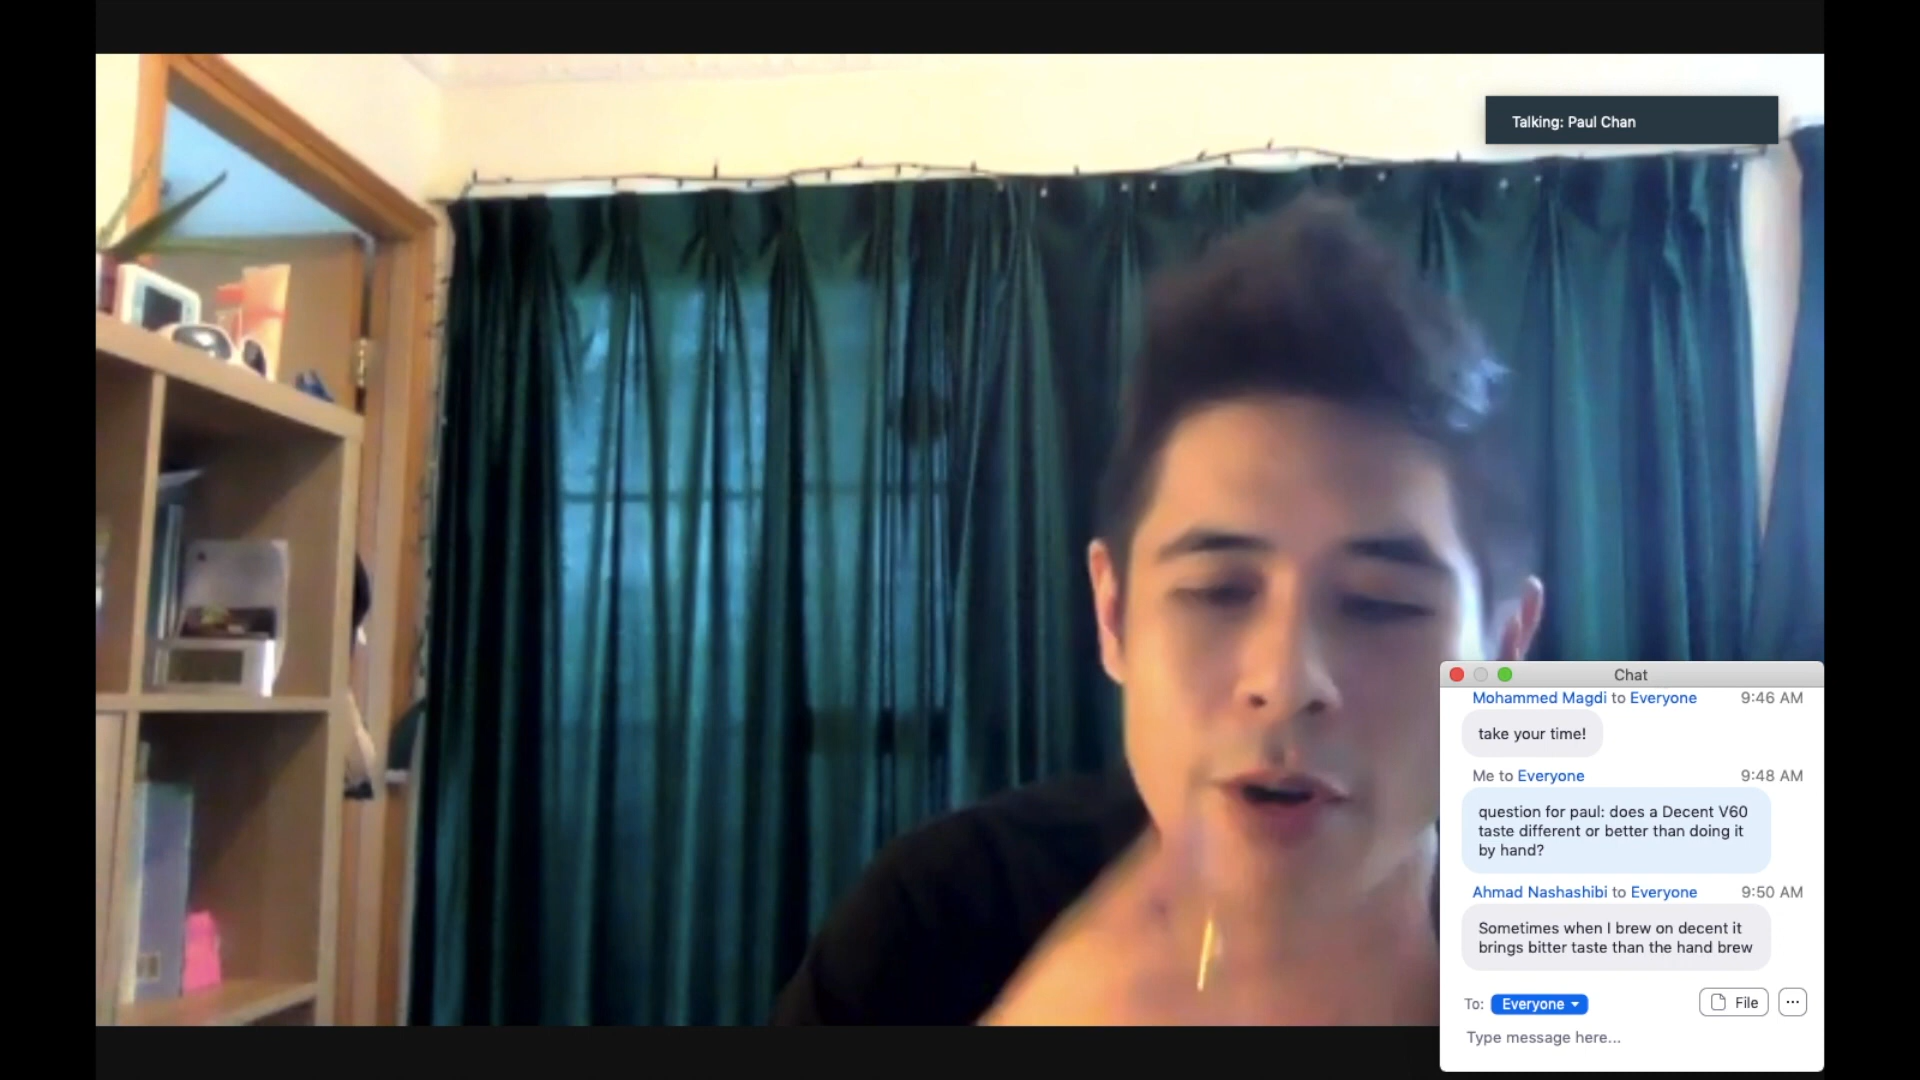 Talking: Paul Chan
Chat
Mohammed Magdi to Everyone 9:46 AM
take your time!
Me to Everyone 9:48 AM
question for paul: does a Decent V60
taste different or better than doing it
by hand?
Ahmad Nashashibi to Everyone 9:50 AM
Sometimes when I brew on decent it
brings bitter taste than the hand brew
To: Everyone File ...
Type message here...